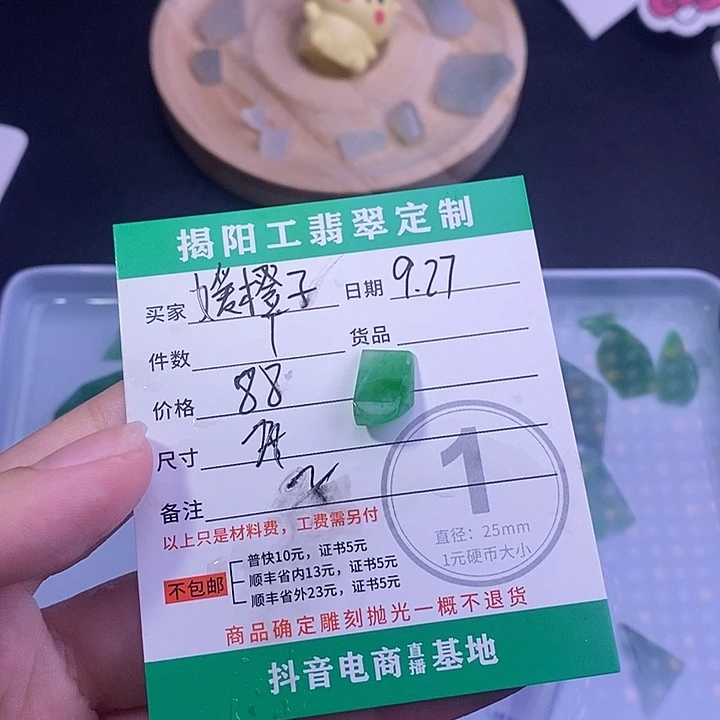 揭阳工翡翠定制
买家 媛橙子 日期 9.27
件数 1 货品
价格 88
尺寸
备注
1
直径：25mm
1元硬币大小
以上只是材料费，工费需另付
不包邮
普快10元，证书5元
顺丰省内13元，证书5元
顺丰省外23元，证书5元
商品确定雕刻抛光一概不退货
抖音电商直播基地